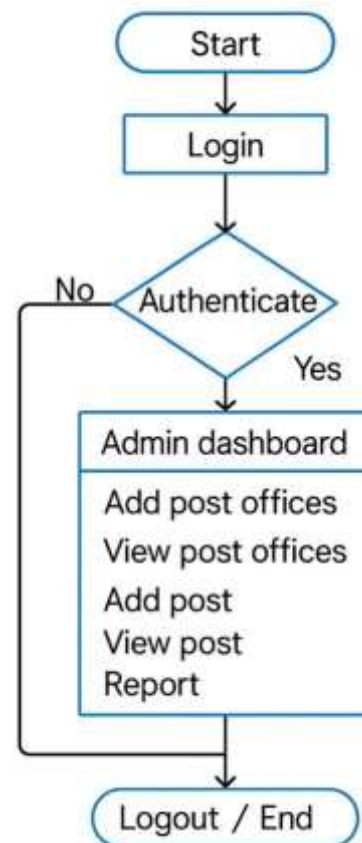 Start
Login
Authenticate
No
Yes
Admin dashboard
Add post offices
View post offices
Add post
View post
Report
Logout / End